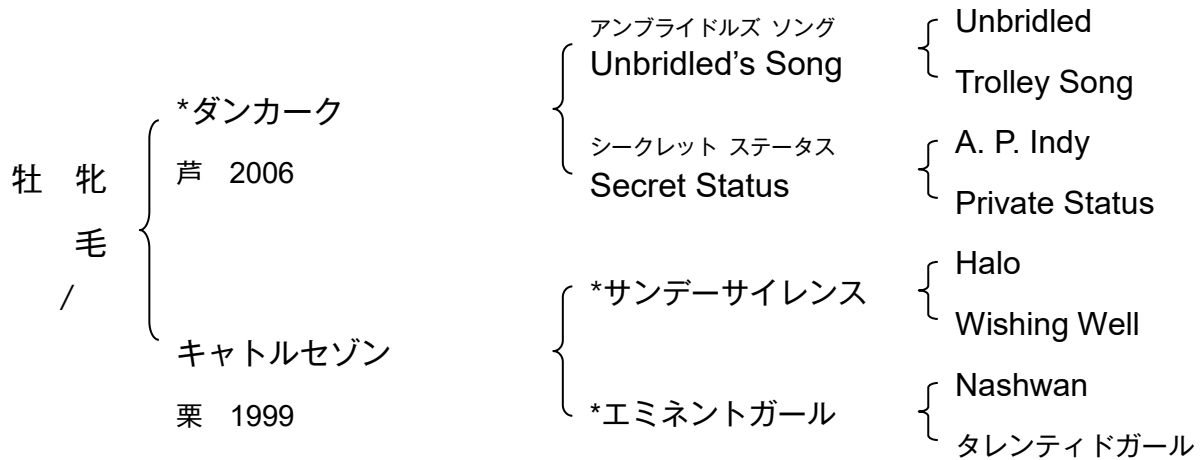 牡 牝
毛
/
*ダンカーク
芦 2006
キャトルセゾン
栗 1999
アンブライドルズ ソング
Unbridled's Song
シークレット ステータス
Secret Status
*サンデーサイレンス
*エミネントガール
Unbridled
Trolley Song
A. P. Indy
Private Status
Halo
Wishing Well
Nashwan
タレンティドガール